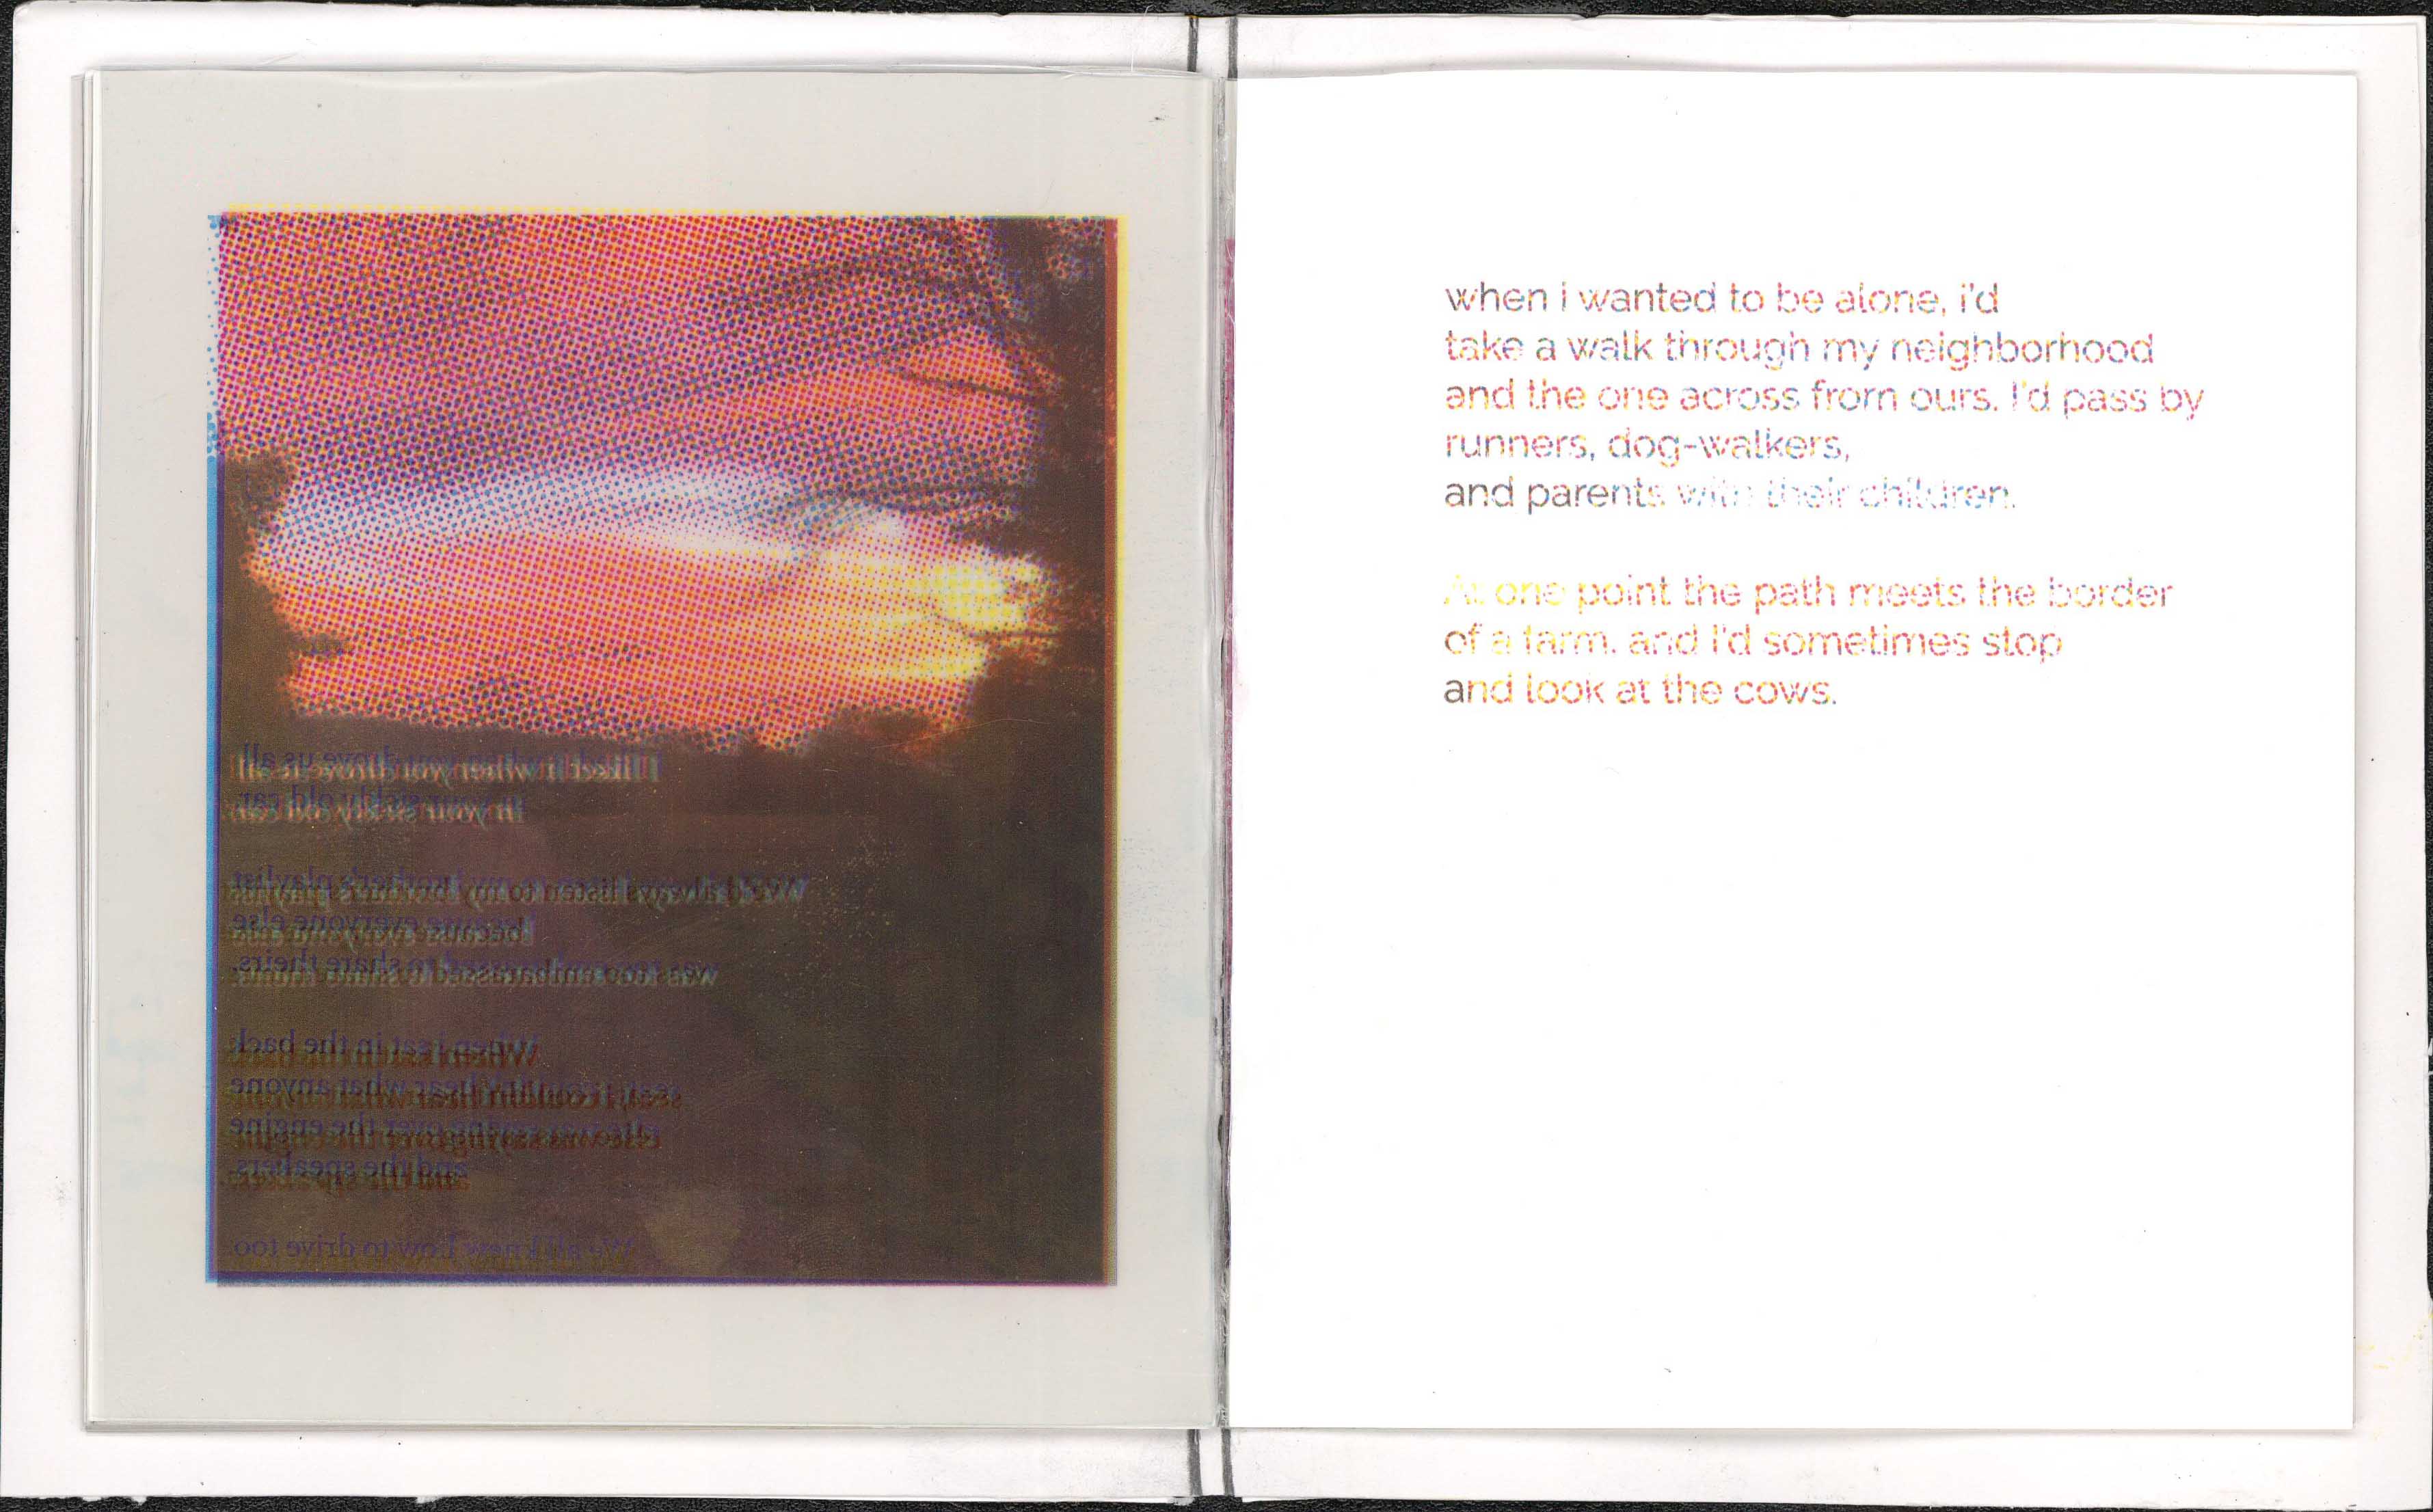 I liked it when you drove us all
in your sickly old car.
We'd always listen to my brother's playlist
because everyone else
was too embarrassed to share theirs.
When i sat in the back
seat, I couldn't hear what anyone
else was saying over the engine
and the speakers.
We all knew how to drive too.
when i wanted to be alone, i'd
take a walk through my neighborhood
and the one across from ours. I'd pass by
runners, dog-walkers,
and parents with their children.
At one point the path meets the border
of a farm, and I'd sometimes stop
and look at the cows.